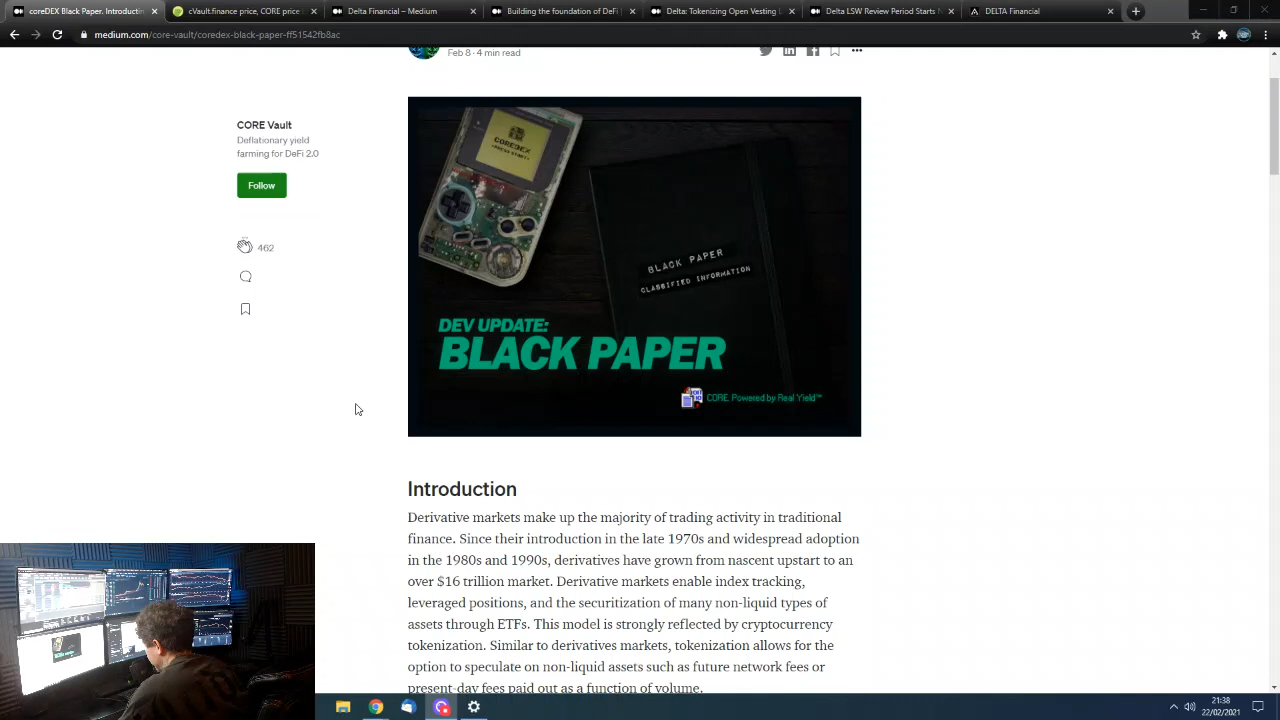 coreDEX Black Paper. Introducti
cVault.finance price, CORE price
Delta Financial – Medium
Building the foundation of DeFi
Delta: Tokenizing Open Vesting
Delta LSW Review Period Starts
DELTA Financial
medium.com/core-vault/coredex-black-paper-ff51542fb8ac
Feb 8 · 4 min read
CORE Vault
Deflationary yield
farming for DeFi 2.0
Follow
462
COREDEX
PRESS START
BLACK PAPER
CLASSIFIED INFORMATION
DEV UPDATE:
BLACK PAPER
CORE. Powered by Real Yield™
Introduction
Derivative markets make up the majority of trading activity in traditional
finance. Since their introduction in the late 1970s and widespread adoption
in the 1980s and 1990s, derivatives have grown from nascent upstart to an
over $16 trillion market. Derivative markets enable index tracking,
leveraged positions, and the securitization of many non-liquid types of
assets through ETFs. This model is strongly reflected by cryptocurrency
tokenization. Similar to derivatives markets, tokenization allows for the
option to speculate on non-liquid assets such as future network fees or
present-day fees paid out as a function of volume.
21:38
22/02/2021